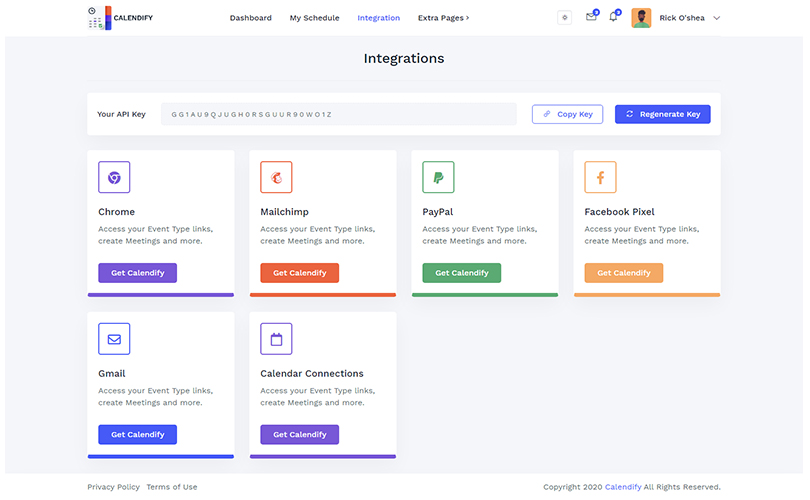 CALENDIFY
Dashboard My Schedule Integration Extra Pages
Rick O'shea
Integrations
Your API Key GG1AU9QJUGH0RSGUUR90WO1Z Copy Key Regenerate Key
Chrome
Access your Event Type links,
create Meetings and more.
Get Calendify
Mailchimp
Access your Event Type links,
create Meetings and more.
Get Calendify
PayPal
Access your Event Type links,
create Meetings and more.
Get Calendify
Facebook Pixel
Access your Event Type links,
create Meetings and more.
Get Calendify
Gmail
Access your Event Type links,
create Meetings and more.
Get Calendify
Calendar Connections
Access your Event Type links,
create Meetings and more.
Get Calendify
Privacy Policy Terms of Use
Copyright 2020 Calendify All Rights Reserved.